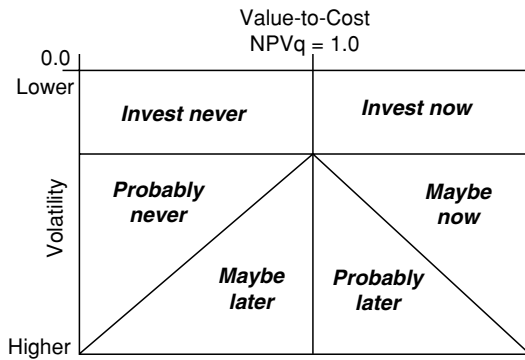 Value-to-Cost
NPVq = 1.0
0.0
Lower
Invest never
Invest now
Volatility
Probably
never
Maybe
now
Maybe
later
Probably
later
Higher